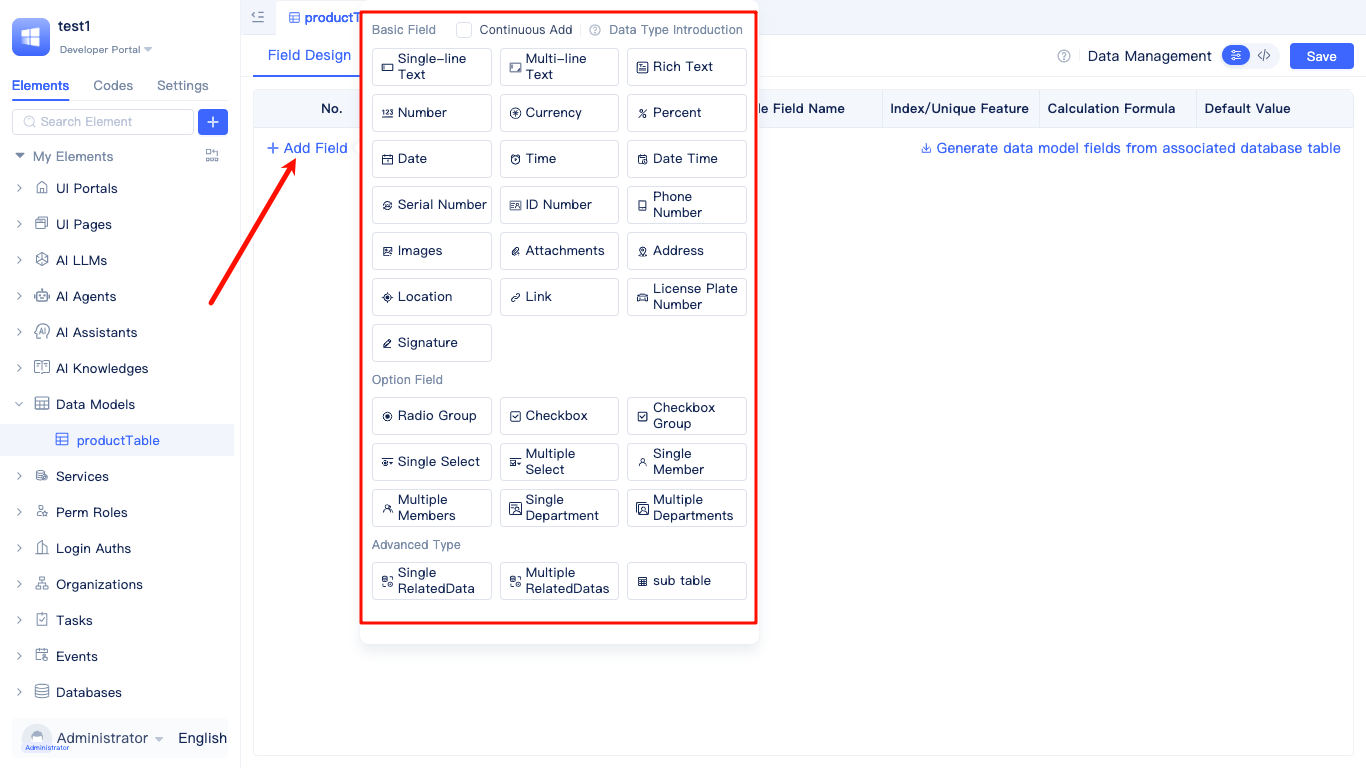 test1
Developer Portal
Elements
Codes
Settings
Search Element
My Elements
UI Portals
UI Pages
AI LLMs
AI Agents
AI Assistants
AI Knowledges
Data Models
productTable
Services
Perm Roles
Login Auths
Organizations
Tasks
Events
Databases
Administrator
Administrator
English
productT
Field Design
Data Management
Save
No.
le Field Name
Index/Unique Feature
Calculation Formula
Default Value
+ Add Field
Generate data model fields from associated database table
Basic Field
Continuous Add
Data Type Introduction
Single-line
Text
Multi-line
Text
Rich Text
Number
Currency
Percent
Date
Time
Date Time
Serial Number
ID Number
Phone
Number
Images
Attachments
Address
Location
Link
License Plate
Number
Signature
Option Field
Radio Group
Checkbox
Checkbox
Group
Single Select
Multiple
Select
Single
Member
Multiple
Members
Single
Department
Multiple
Departments
Advanced Type
Single
RelatedData
Multiple
RelatedDatas
sub table